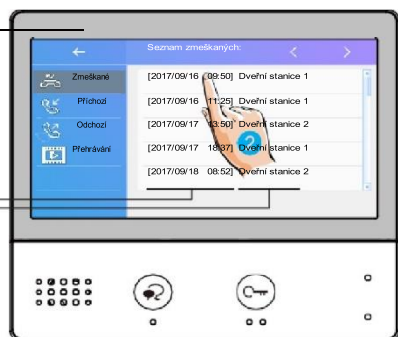 Seznam zmeškaných:
Zmeškané
Příchozí
Odchozí
Přehrávání
[2017/09/16 09:50] Dveřní stanice 1
[2017/09/16 11:25] Dveřní stanice 1
[2017/09/17 13:50] Dveřní stanice 2
[2017/09/17 18:37] Dveřní stanice 1
[2017/09/18 08:52] Dveřní stanice 2
2